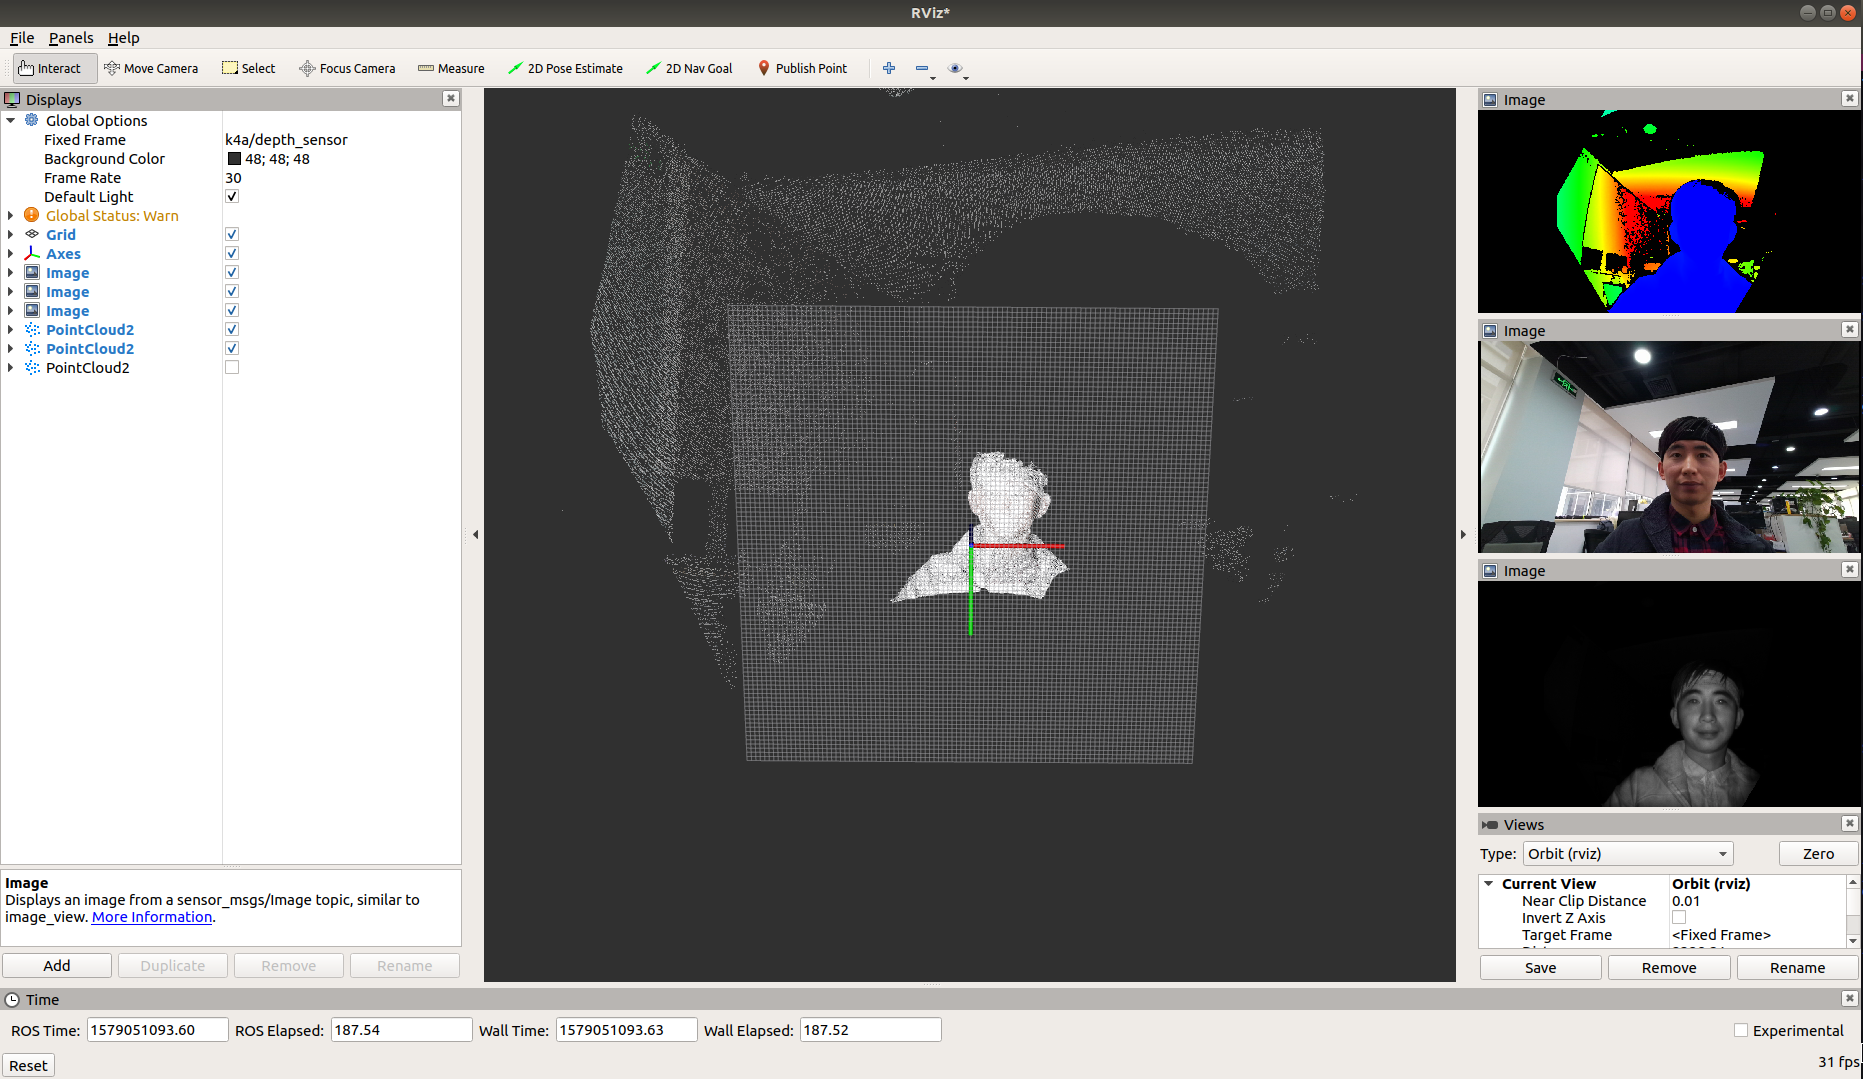 RViz*
File Panels Help
Interact Move Camera Select Focus Camera Measure 2D Pose Estimate 2D Nav Goal Publish Point
Displays
Global Options
Fixed Frame k4a/depth_sensor
Background Color 48; 48; 48
Frame Rate 30
Default Light
Global Status: Warn
Grid
Axes
Image
Image
Image
PointCloud2
PointCloud2
PointCloud2
Image
Displays an image from a sensor_msgs/Image topic, similar to
image_view. More Information.
Add Duplicate Remove Rename
Image
Image
Image
Views
Type: Orbit (rviz) Zero
Current View Orbit (rviz)
Near Clip Distance 0.01
Invert Z Axis
Target Frame <Fixed Frame>
Save Remove Rename
Time
ROS Time: 1579051093.60 ROS Elapsed: 187.54 Wall Time: 1579051093.63 Wall Elapsed: 187.52 Experimental
Reset 31 fps